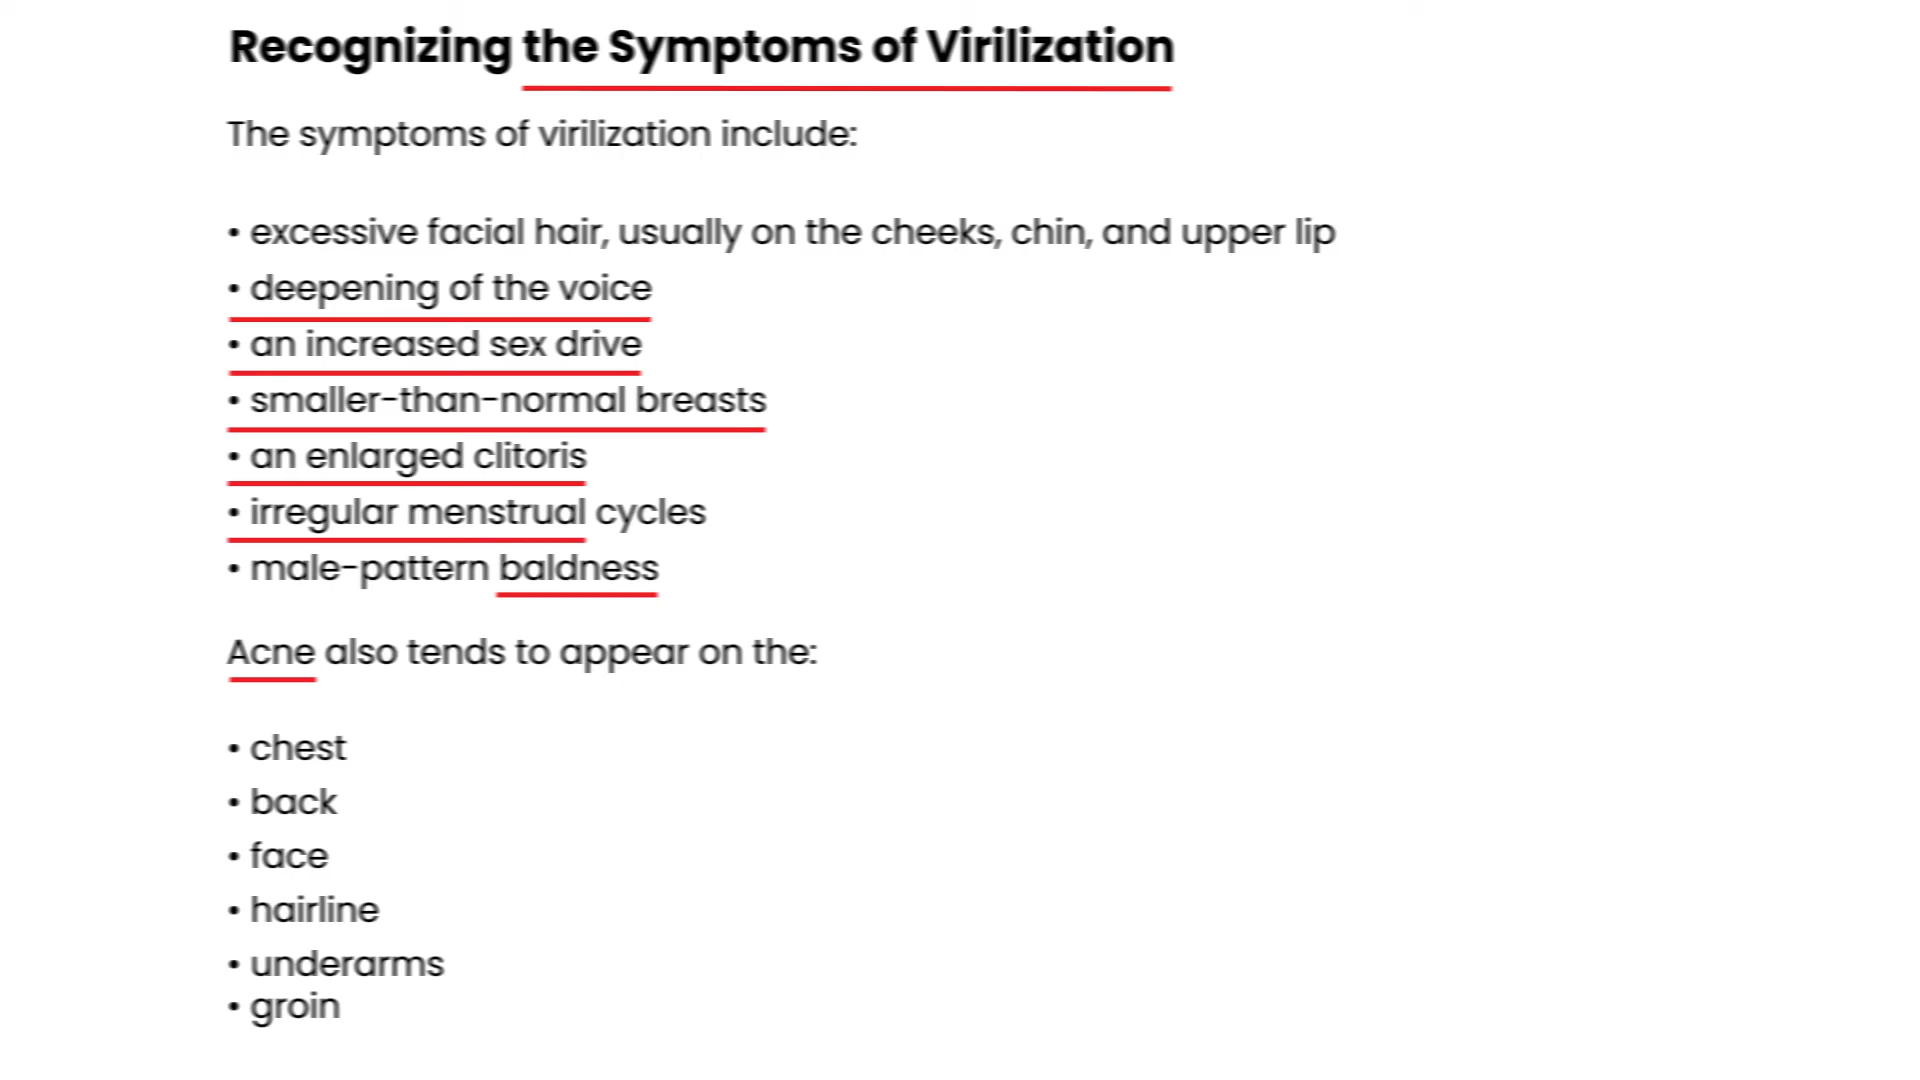 Recognizing the Symptoms of Virilization
The symptoms of virilization include:
• excessive facial hair, usually on the cheeks, chin, and upper lip
• deepening of the voice
• an increased sex drive
• smaller-than-normal breasts
• an enlarged clitoris
• irregular menstrual cycles
• male-pattern baldness
Acne also tends to appear on the:
• chest
• back
• face
• hairline
• underarms
• groin